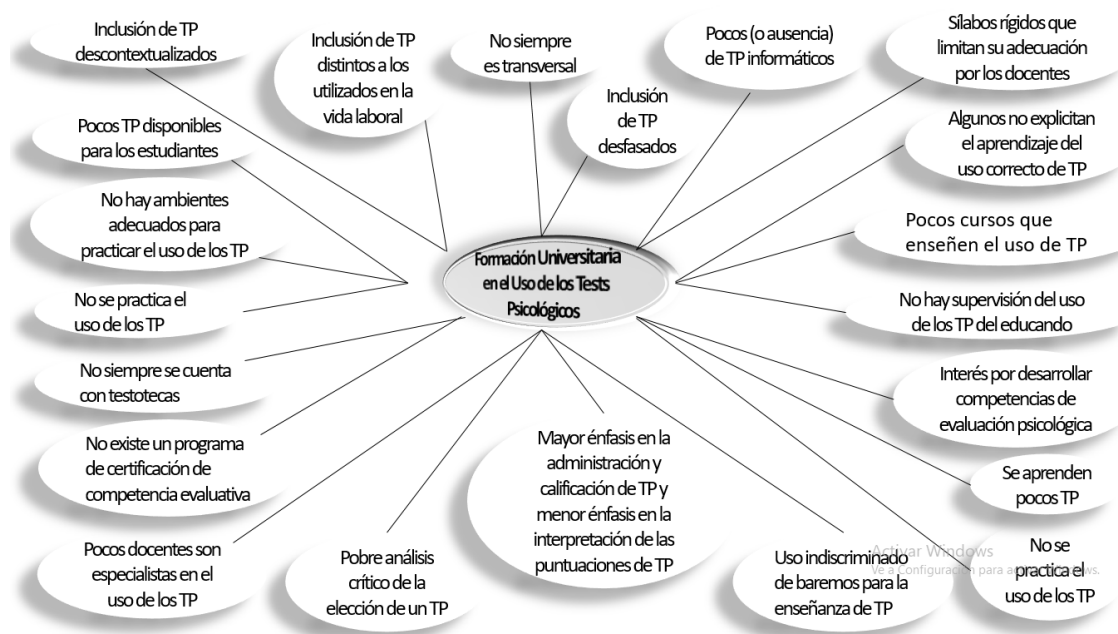 Inclusión de TP
descontextualizados
Inclusión de TP
distintos a los
utilizados en la
vida laboral
No siempre
es transversal
Inclusión
de TP
desfasados
Pocos (o ausencia)
de TP informáticos
Sílabos rígidos que
limitan su adecuación
por los docentes
Pocos TP disponibles
para los estudiantes
Algunos no explicitan
el aprendizaje del
uso correcto de TP
No hay ambientes
adecuados para
practicar el uso de los TP
Pocos cursos que
enseñen el uso de TP
Formación Universitaria
en el Uso de los Tests
Psicológicos
No se practica el
uso de los TP
No hay supervisión del uso
de los TP del educando
No siempre se cuenta
con testotecas
Interés por desarrollar
competencias de
evaluación psicológica
No existe un programa
de certificación de
competencia evaluativa
Mayor énfasis en la
administración y
calificación de TP y
menor énfasis en la
interpretación de las
puntuaciones de TP
Se aprenden
pocos TP
Pocos docentes son
especialistas en el
uso de los TP
Pobre análisis
crítico de la
elección de un TP
Uso indiscriminado
de baremos para la
enseñanza de TP
No se
practica el
uso de los TP
Activar Windows
Ve a Configuración para activar Windows.